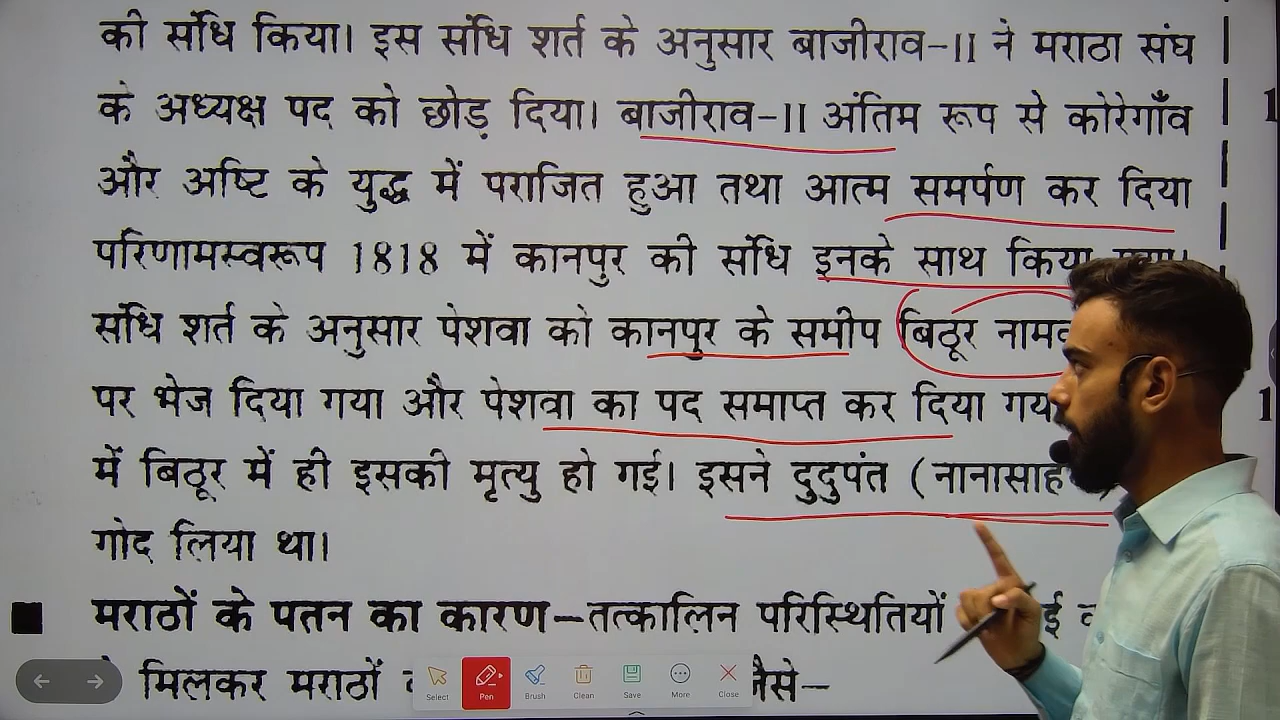 की संधि किया। इस संधि शर्त के अनुसार बाजीराव-II ने मराठा संघ
के अध्यक्ष पद को छोड़ दिया। बाजीराव-II अंतिम रूप से कोरेगाँव
और अष्टि के युद्ध में पराजित हुआ तथा आत्म समर्पण कर दिया
परिणामस्वरूप 1818 में कानपुर की संधि इनके साथ किया गया।
संधि शर्त के अनुसार पेशवा को कानपुर के समीप बिठूर
पर भेज दिया गया और पेशवा का पद समाप्त कर दिया
में बिठूर में ही इसकी मृत्यु हो गई। इसने दुदुपंत (
गोद लिया था।
मराठों के पतन का कारण–तत्कालिन परिस्थितियों
मिलकर मराठों
जैसे–
Select Pen Brush Clean Save More Close